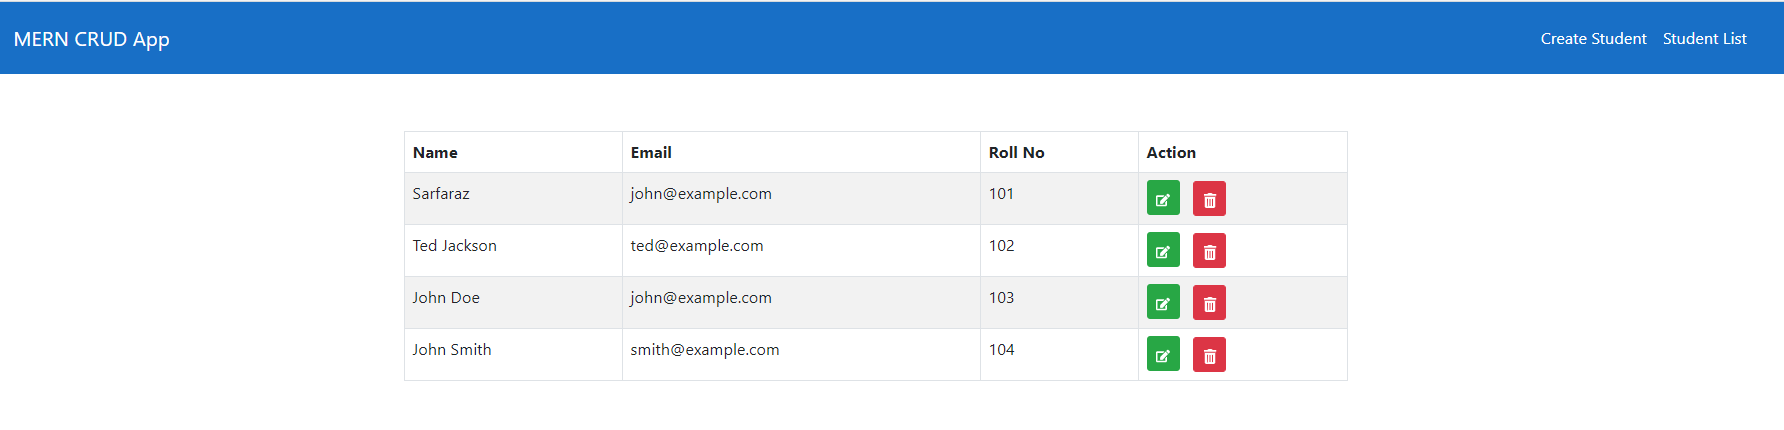 MERN CRUD App Create Student Student List
Name Email Roll No Action
Sarfaraz john@example.com 101
Ted Jackson ted@example.com 102
John Doe john@example.com 103
John Smith smith@example.com 104